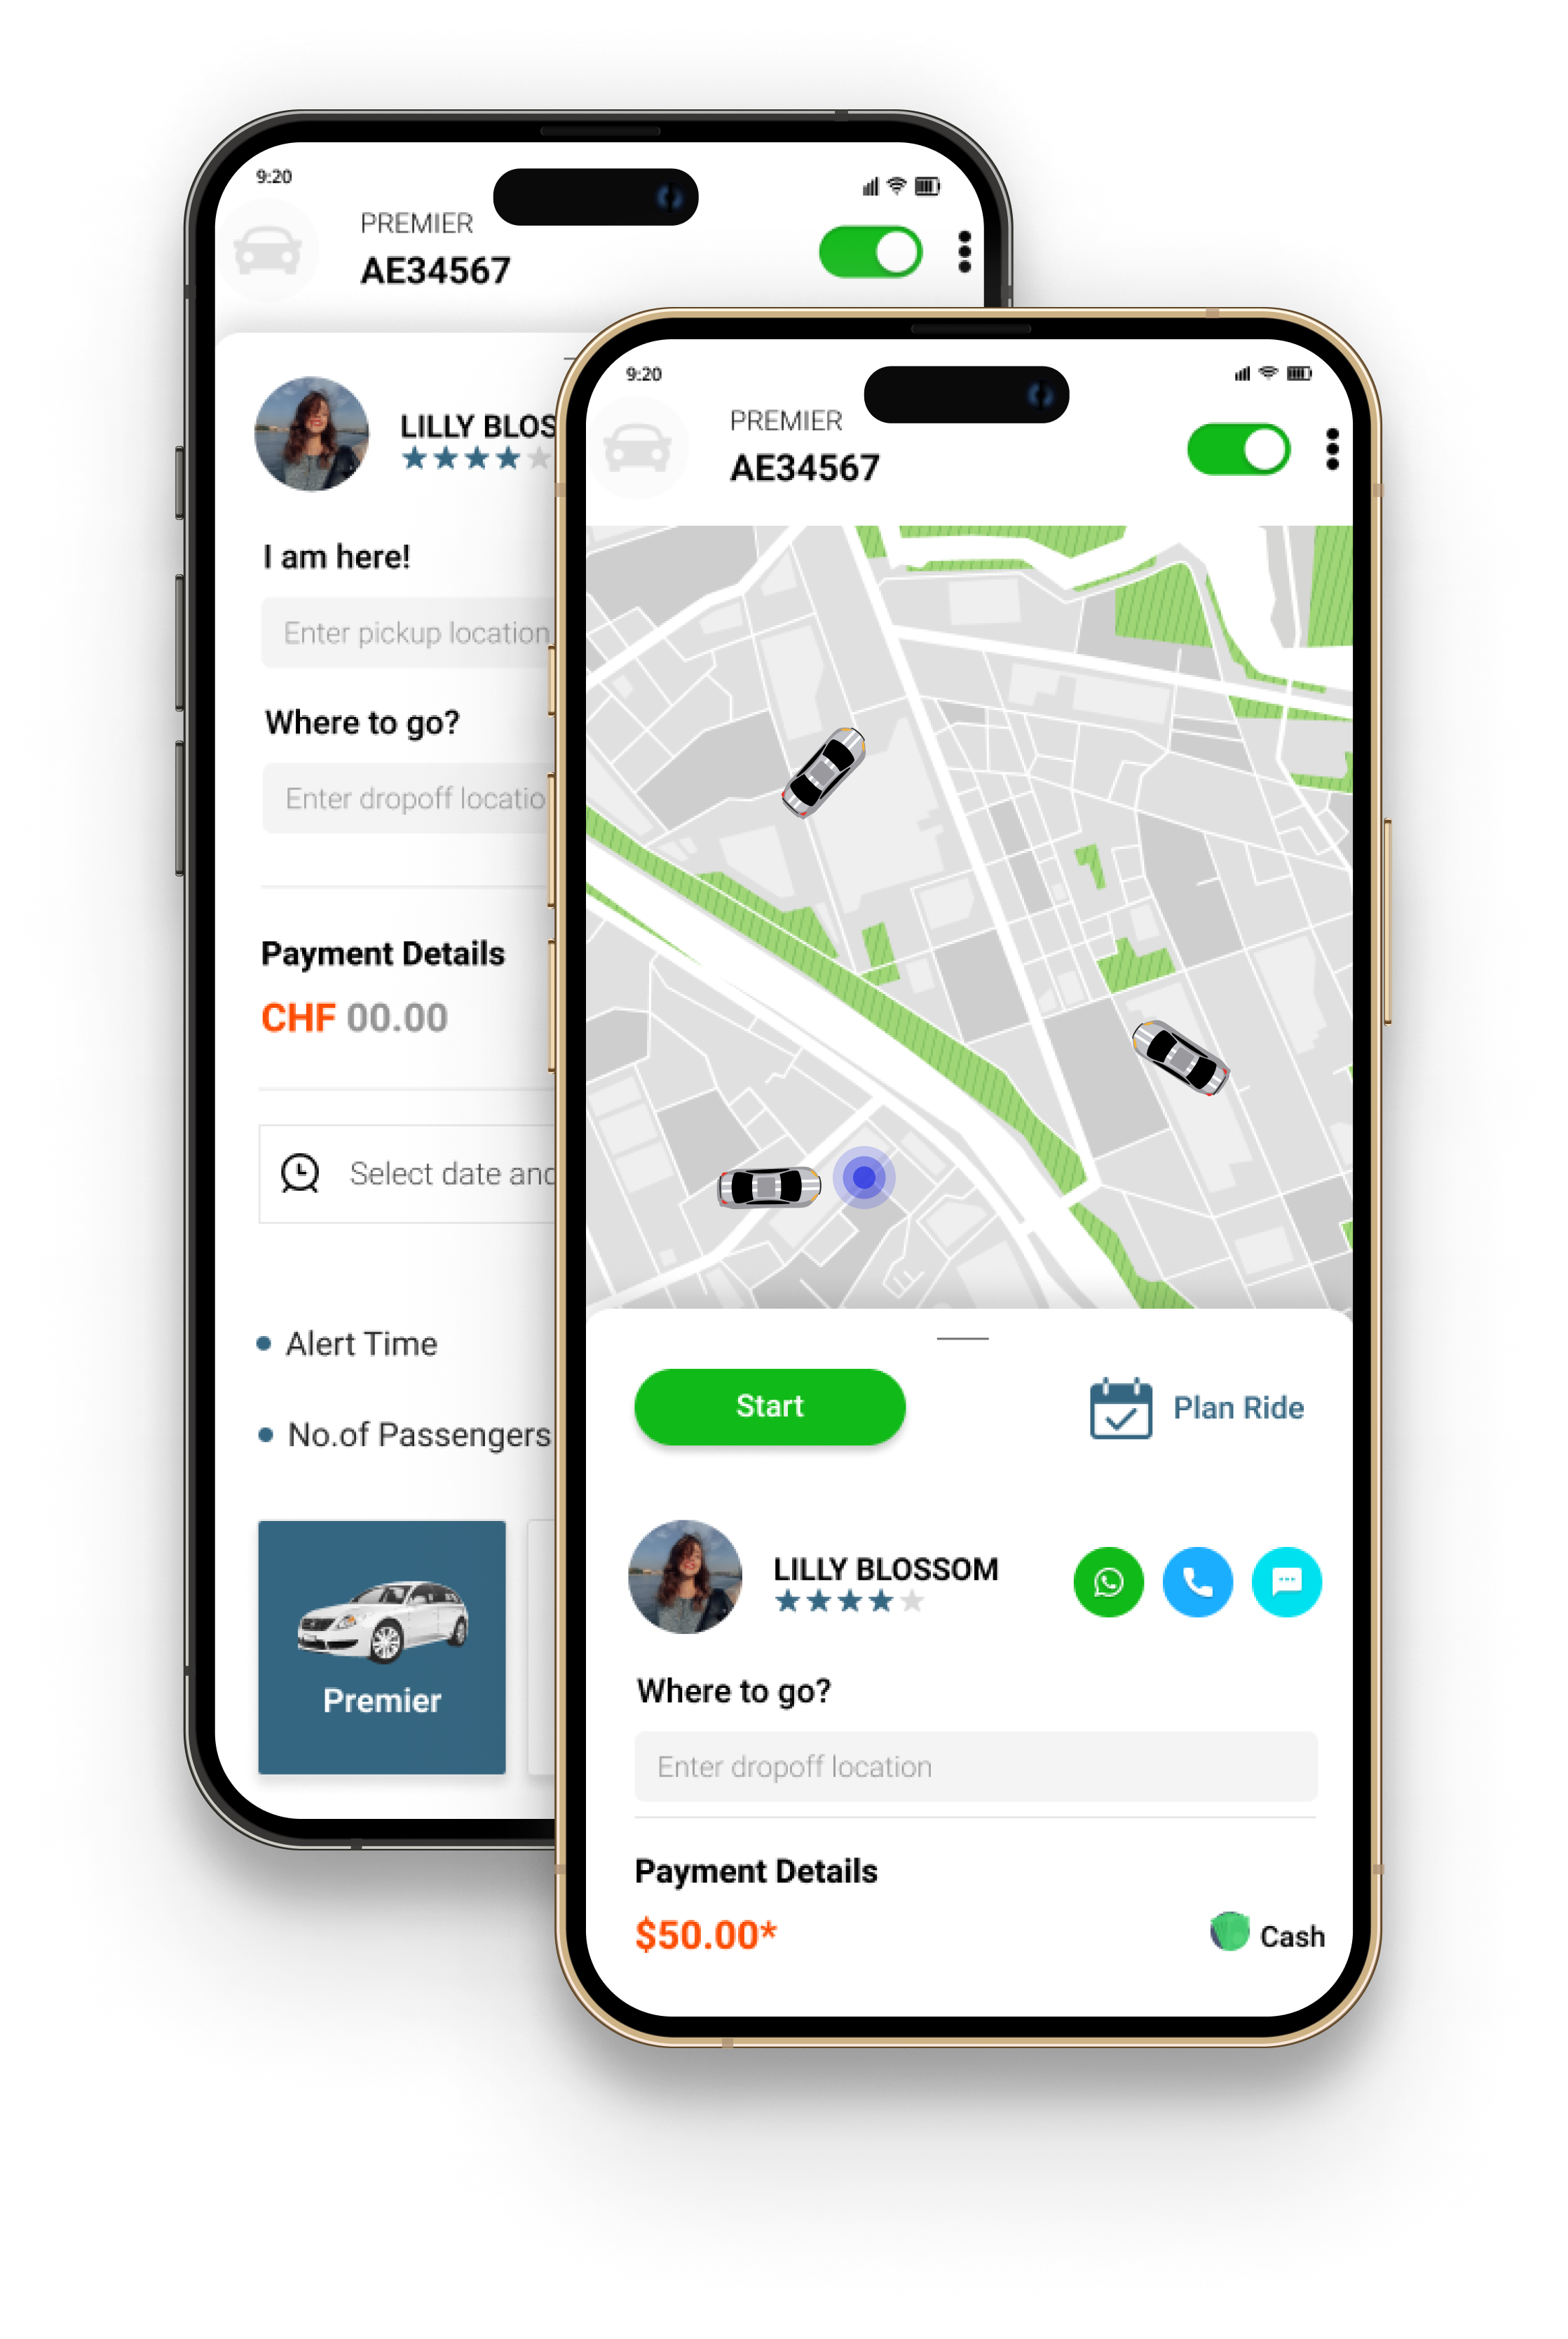 9:20
PREMIER
AE34567
LILLY BLOS
I am here!
Enter pickup location
Where to go?
Enter dropoff locatio
Payment Details
CHF 00.00
Select date and
Alert Time
No.of Passengers
Premier
9:20
PREMIER
AE34567
Start
Plan Ride
LILLY BLOSSOM
Where to go?
Enter dropoff location
Payment Details
$50.00*
Cash